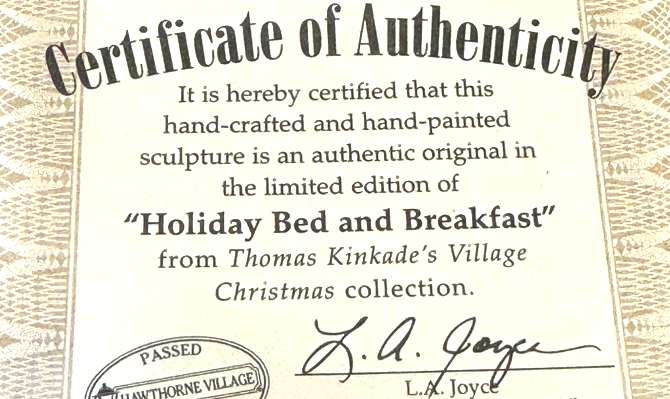 Certificate of Authenticity
It is hereby certified that this
hand-crafted and hand-painted
sculpture is an authentic original in
the limited edition of
"Holiday Bed and Breakfast"
from Thomas Kinkade's Village
Christmas collection.
PASSED
HAWTHORNE VILLAGE
L. A. Joyce
L.A. Joyce